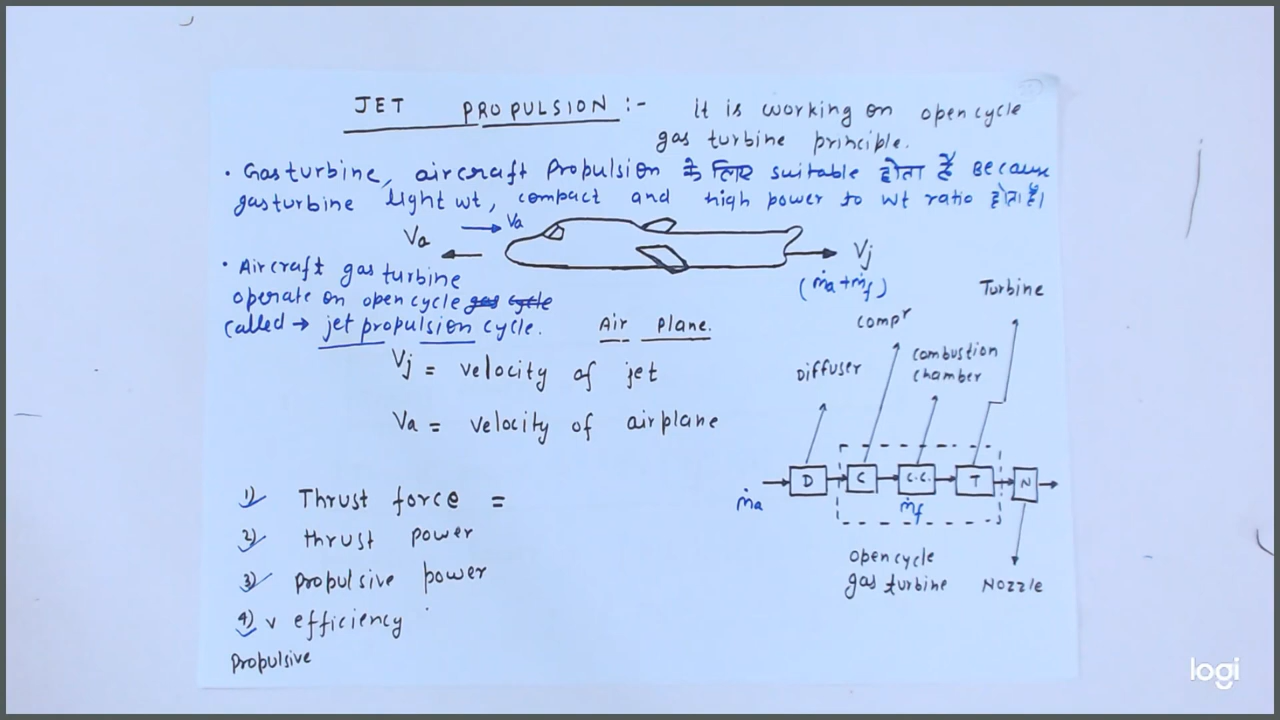 JET PROPULSION :- it is working on open cycle
gas turbine principle.
• Gas turbine, aircraft Propulsion के लिए suitable होता है Because
gas turbine light wt, compact and high power to wt ratio होता है।
Va
Va
Vj
(ṁa + ṁf)
• Aircraft gas turbine
operate on open cycle gas cycle
called → jet propulsion cycle.
Air plane.
Vj = velocity of jet
Va = velocity of airplane
1) Thrust force =
2) thrust power
3) propulsive power
4) v efficiency
Propulsive
Turbine
compr
combustion
chamber
Diffuser
D C C.C. T N
ṁa
ṁf
open cycle
gas turbine
Nozzle
logi